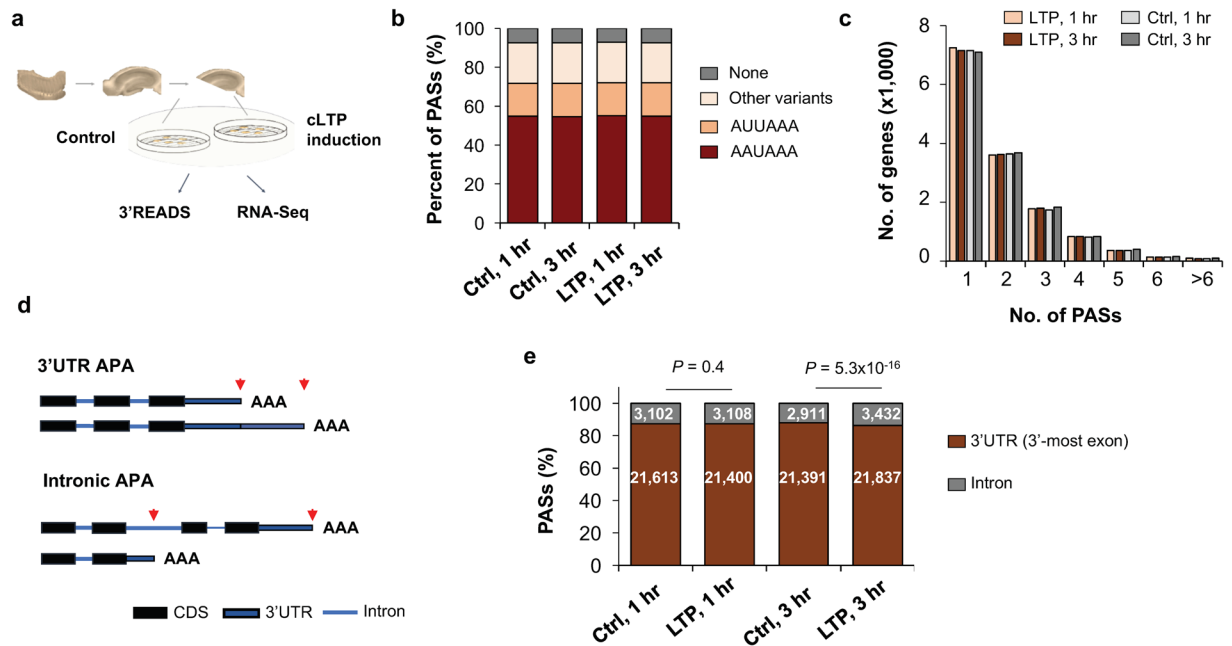 a
Control
cLTP
induction
3'READS
RNA-Seq
b
Percent of PASs (%)
100
80
60
40
20
0
Ctrl, 1 hr
Ctrl, 3 hr
LTP, 1 hr
LTP, 3 hr
None
Other variants
AUUAAA
AAUAAA
c
LTP, 1 hr
Ctrl, 1 hr
LTP, 3 hr
Ctrl, 3 hr
No. of genes (x1,000)
8
6
4
2
0
1
2
3
4
5
6
>6
No. of PASs
d
3'UTR APA
AAA
AAA
Intronic APA
AAA
AAA
CDS
3'UTR
Intron
e
P = 0.4
P = 5.3x10-16
PASs (%)
100
80
60
40
20
0
3,102
3,108
2,911
3,432
21,613
21,400
21,391
21,837
Ctrl, 1 hr
LTP, 1 hr
Ctrl, 3 hr
LTP, 3 hr
3'UTR (3'-most exon)
Intron